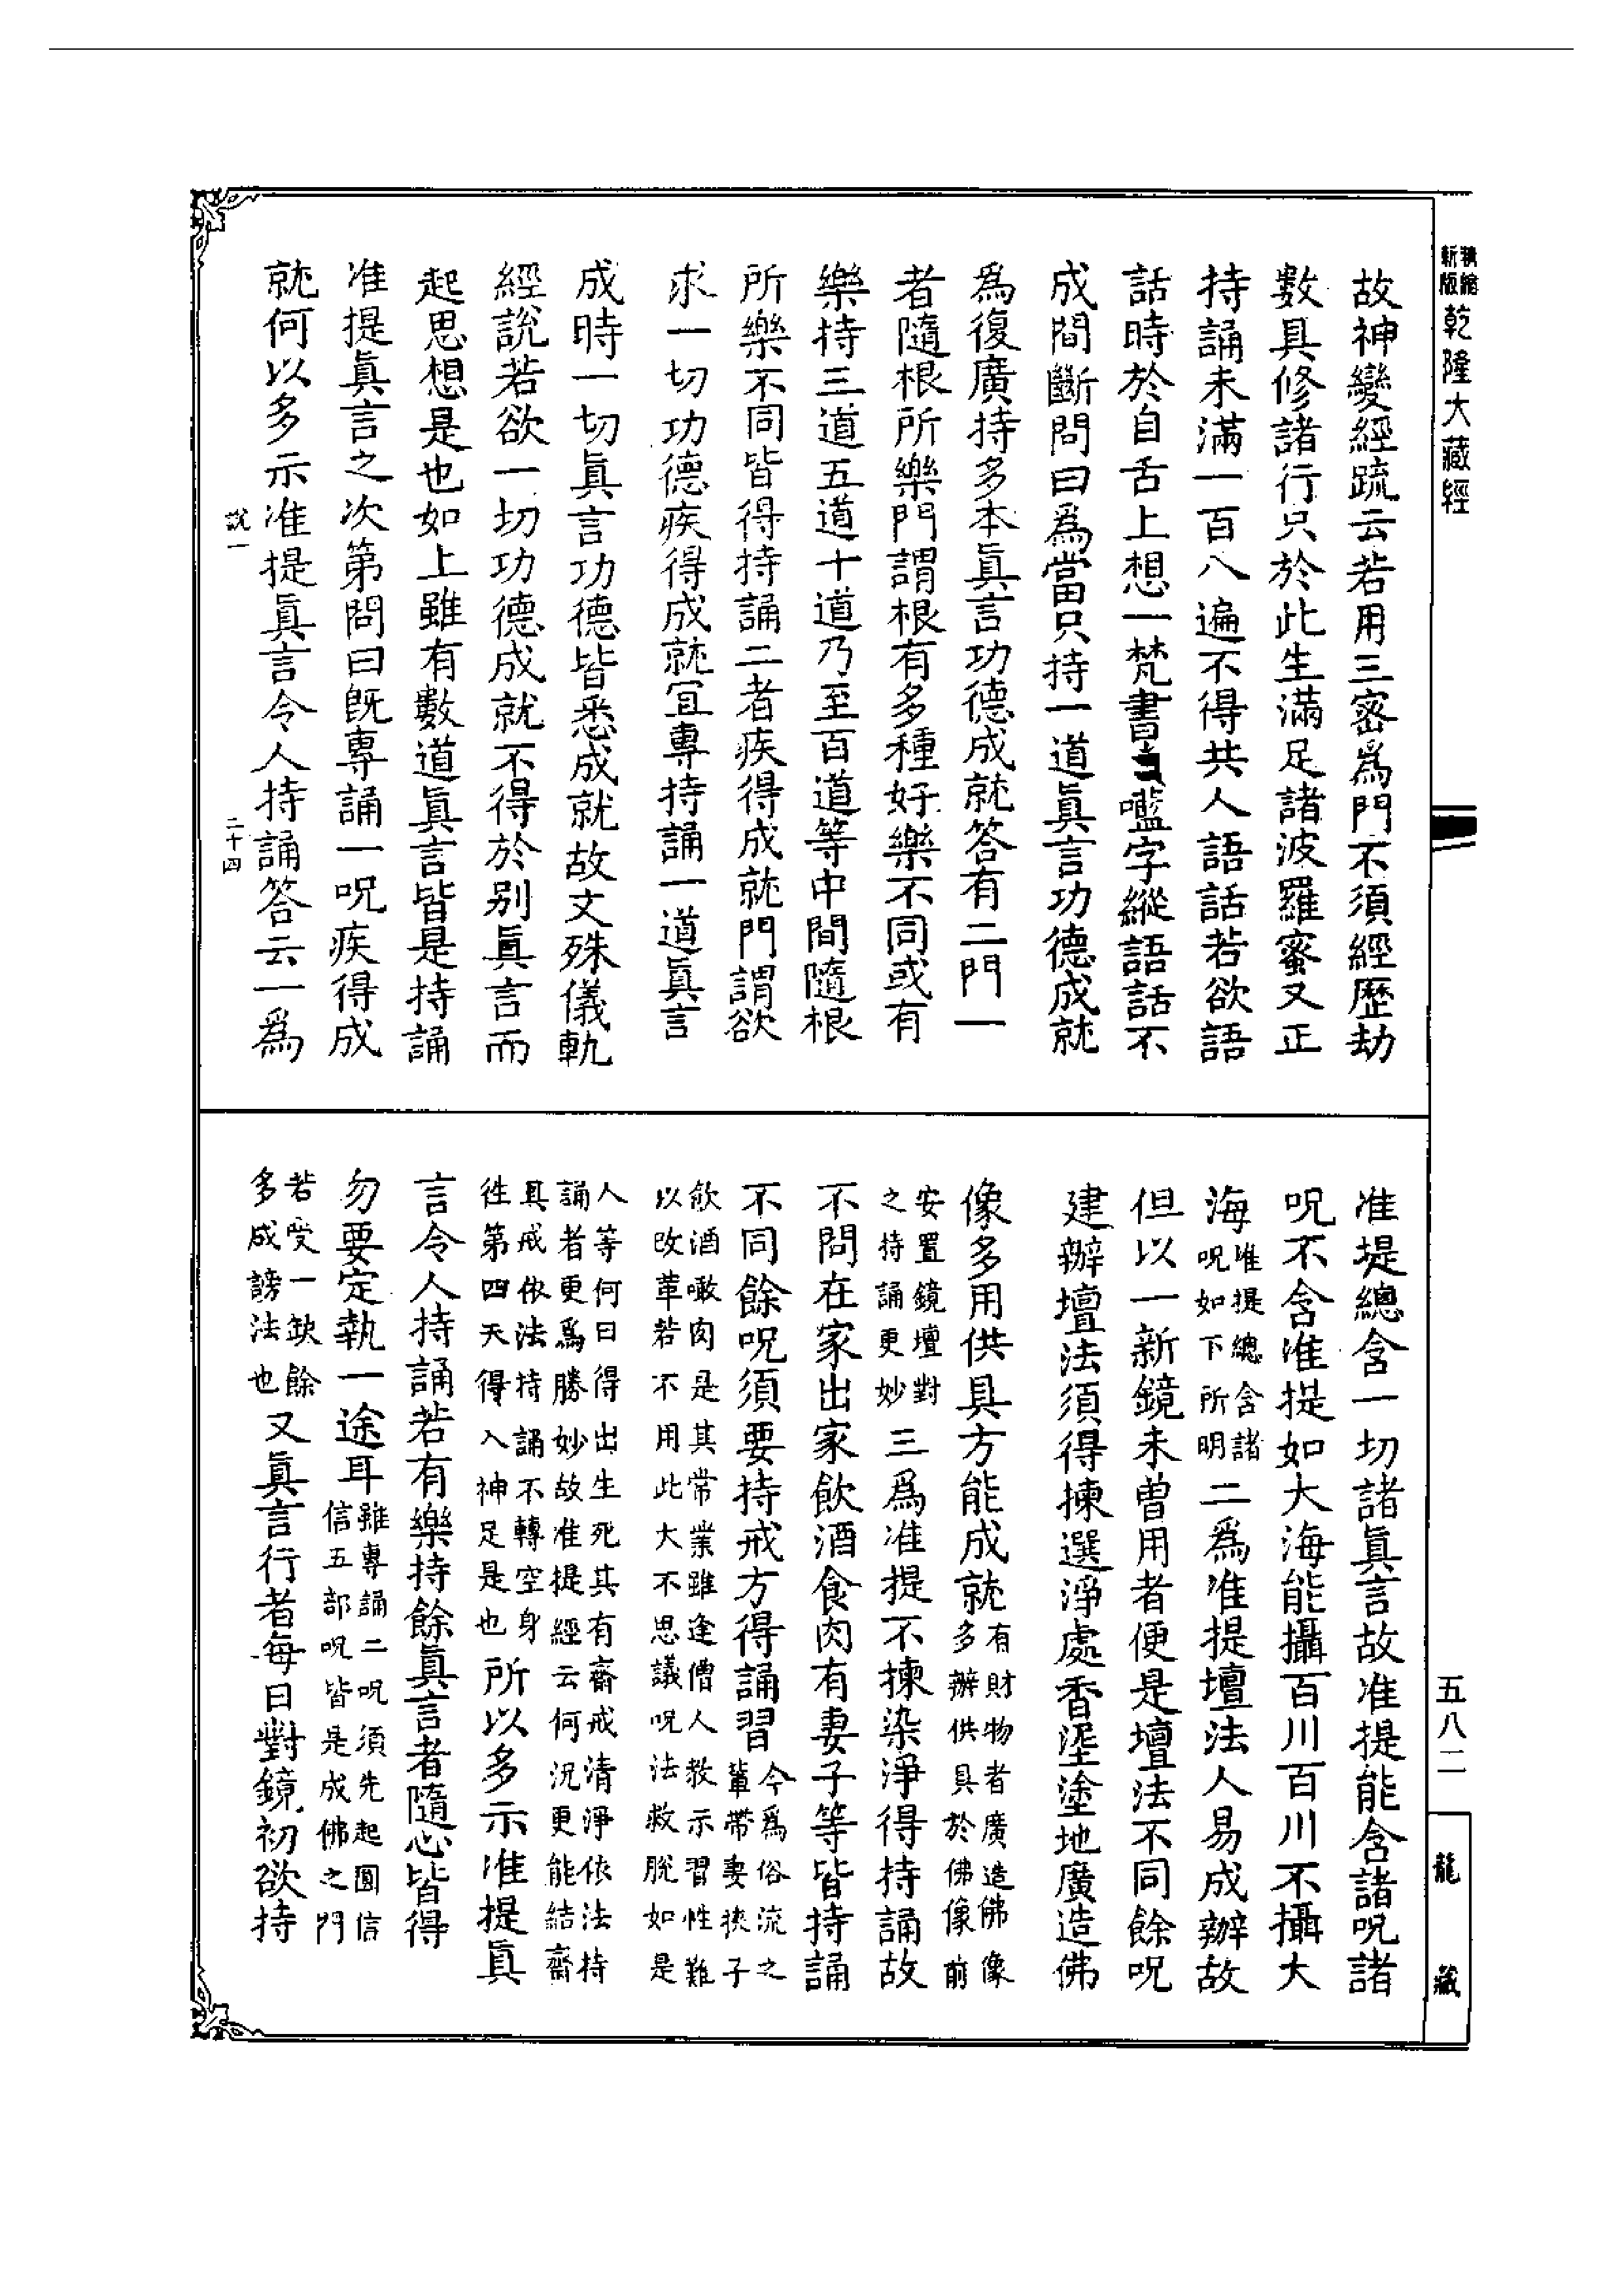 新縮版乾隆大藏經
故神變經疏云若用三密爲門不須經歷劫
數具修諸行只於此生滿足諸波羅蜜又正
持誦未滿一百八遍不得共人語話若欲語
話時於自舌上想一梵書嚂字縱語話不
成間斷問曰爲當只持一道眞言功德成就
爲復廣持多本眞言功德成就答有二門一
者隨根所樂門謂根有多種好樂不同或有
樂持三道五道十道乃至百道等中間隨根
所樂不同皆得持誦二者疾得成就門謂欲
求一切功德疾得成就宜專持誦一道眞言
成時一切眞言功德皆悉成就故文殊儀軌
經說若欲一切功德成就不得於別眞言而
起思想是也如上雖有數道眞言皆是持誦
准提眞言之次第問曰旣專誦一呪疾得成
就何以多示准提眞言令人持誦答云一爲
說一 二十四
准提總含一切諸眞言故准提能含諸呪諸
呪不含准提如大海能攝百川百川不攝大
海准提總含諸呪如下所明二爲准提壇法人易成辦故
但以一新鏡未曾用者便是壇法不同餘呪
建辦壇法須得揀選淨處香埿塗地廣造佛
像多用供具方能成就有財物者廣造佛像多辦供具於佛像前
安置鏡壇對之持誦更妙三爲准提不揀染淨得持誦故
不問在家出家飲酒食肉有妻子等皆持誦
不同餘呪須要持戒方得誦習今爲俗流之輩帶妻挾子
飲酒噉肉是其常業雖逢僧人教示習性難以改革若不用此大不思議呪法救脫如是
人等何日得出生死其有齋戒清淨依法持誦者更爲勝妙故准提經云何況更能結齋
具戒依法持誦不轉空身往第四天得入神足是也所以多示准提眞
言令人持誦若有樂持餘眞言者隨心皆得
勿要定執一途耳雖專誦二呪須先起圓信信五部呪皆是成佛之門
若受一缺餘多成謗法也又眞言行者每日對鏡初欲持
五八二
龍藏